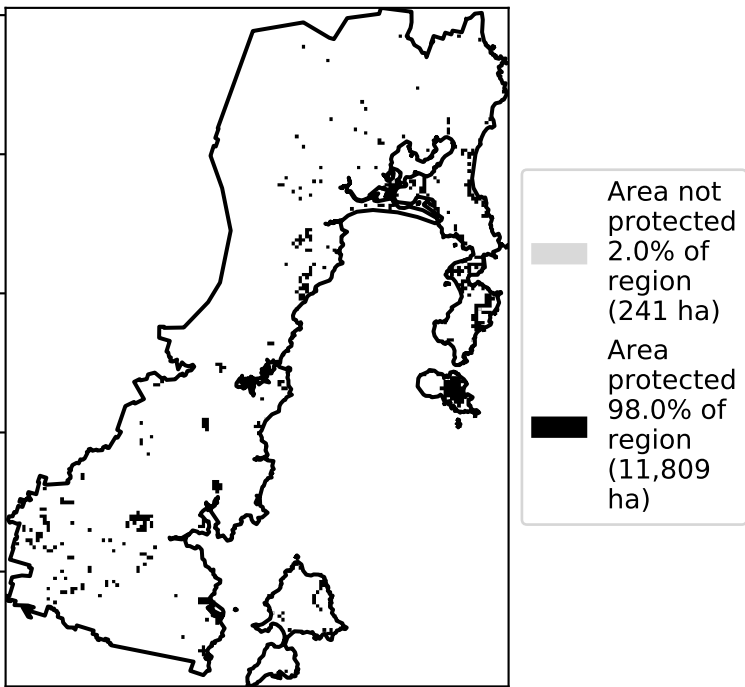 Area not
protected
2.0% of
region
(241 ha)
Area
protected
98.0% of
region
(11,809
ha)